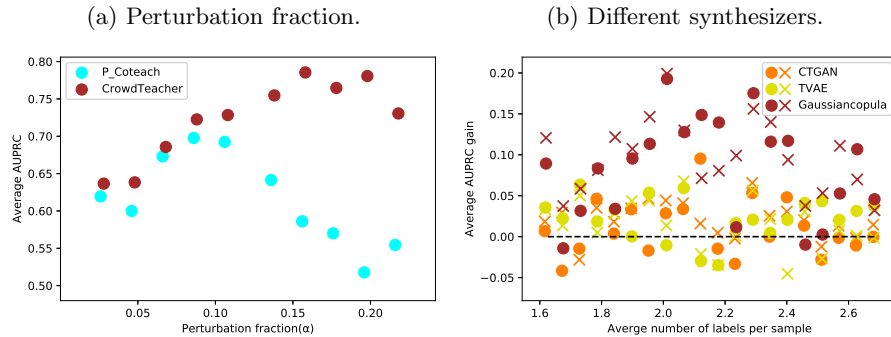 (a) Perturbation fraction.
0.80
0.75
0.70
0.65
0.60
0.55
0.50
Average AUPRC
P_Coteach
CrowdTeacher
0.05
0.10
0.15
0.20
Perturbation fraction(α)
(b) Different synthesizers.
0.20
0.15
0.10
0.05
0.00
−0.05
Average AUPRC gain
CTGAN
TVAE
Gaussiancopula
1.6
1.8
2.0
2.2
2.4
2.6
Averge number of labels per sample